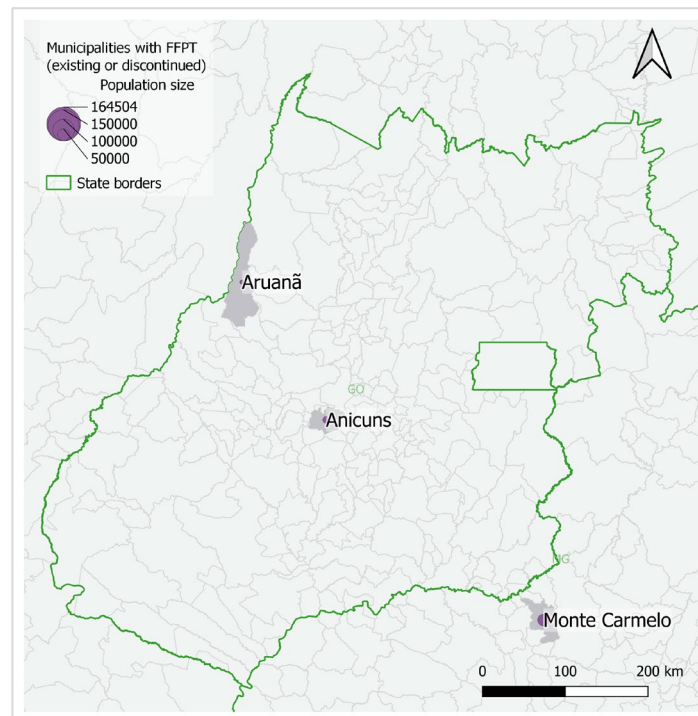 Municipalities with FFPT
(existing or discontinued)
Population size
164504
150000
100000
50000
State borders
Aruanã
GO
Anicuns
MG
Monte Carmelo
0 100 200 km